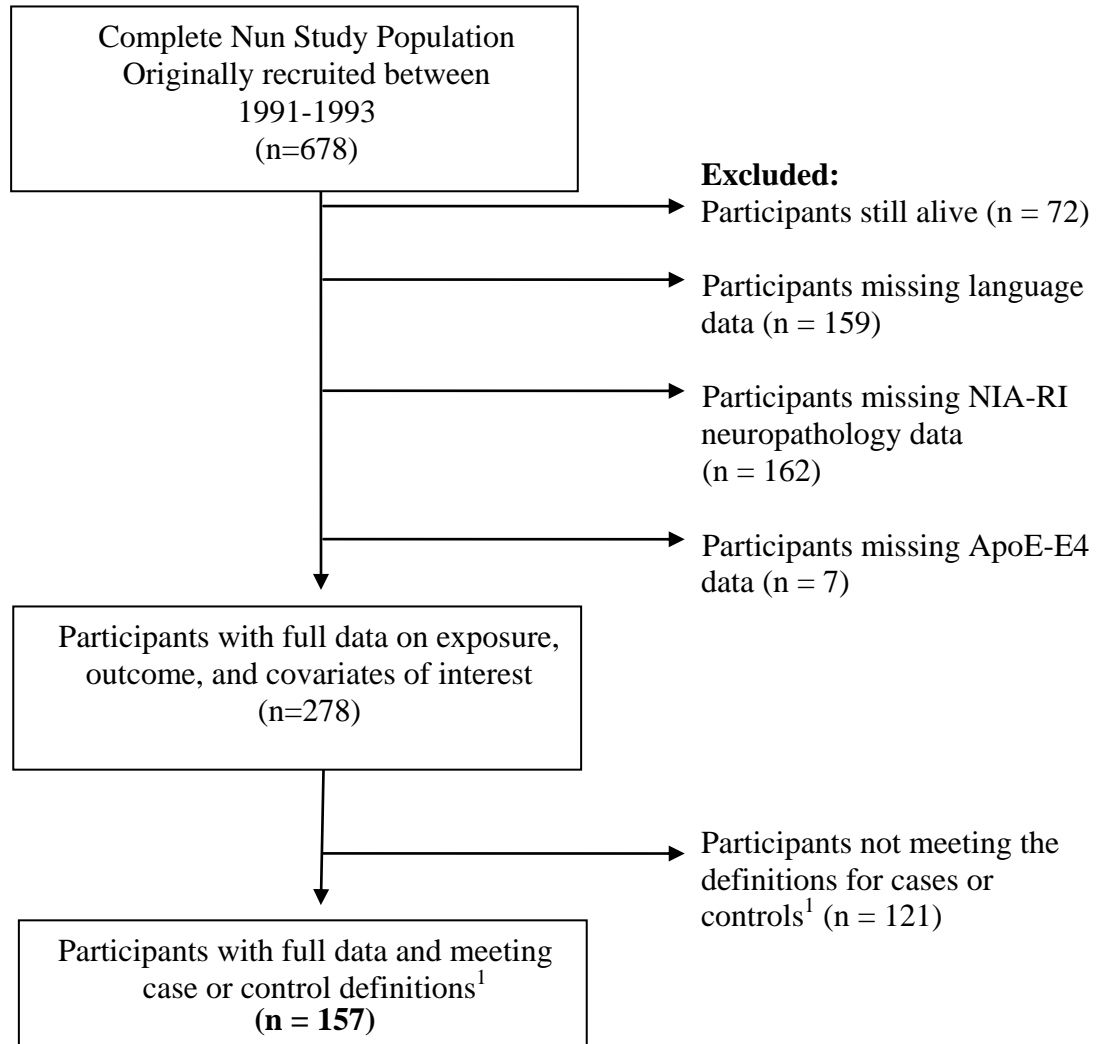 Complete Nun Study Population
Originally recruited between
1991-1993
(n=678)
Excluded:
Participants still alive (n = 72)
Participants missing language
data (n = 159)
Participants missing NIA-RI
neuropathology data
(n = 162)
Participants missing ApoE-E4
data (n = 7)
Participants with full data on exposure,
outcome, and covariates of interest
(n=278)
Participants not meeting the
definitions for cases or
controls¹ (n = 121)
Participants with full data and meeting
case or control definitions¹
(n = 157)